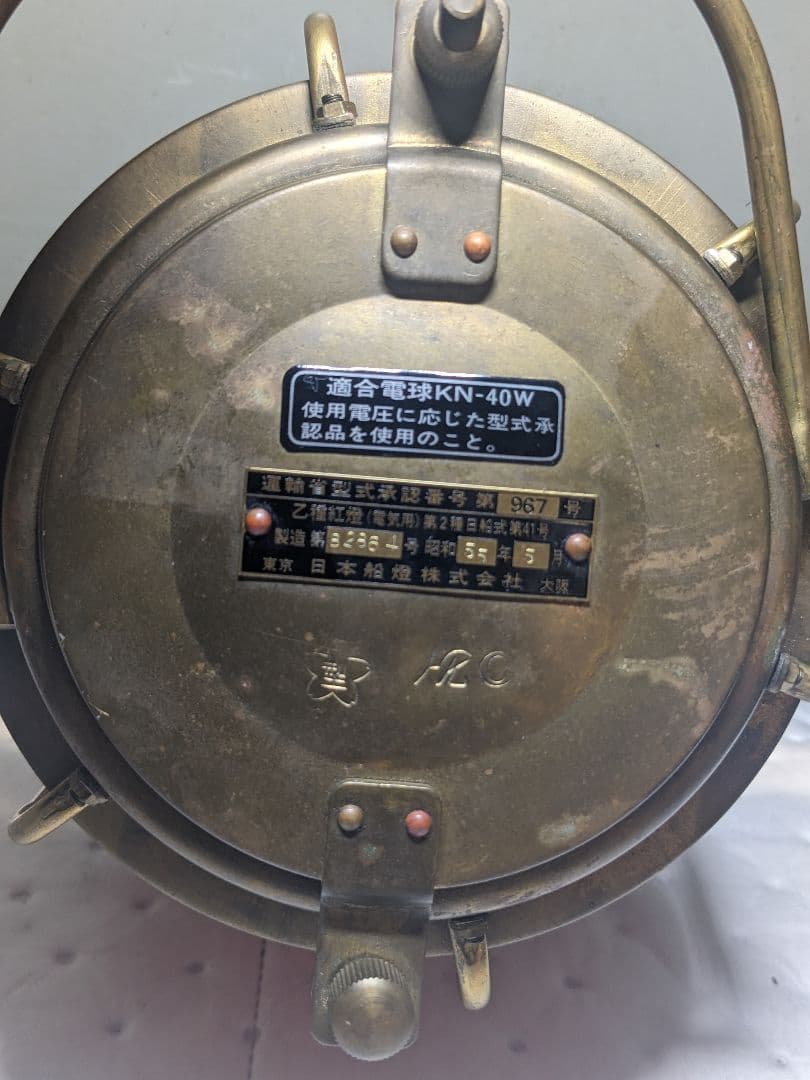 適合電球KN-40W
使用電圧に応じた型式承
認品を使用のこと。
運輸省型式承認番号 第 967 号
乙種紅燈(電気用)第2種日船式第41号
製造 第 号 昭和 55 年 5 月
東京 日本船燈株式会社 大阪